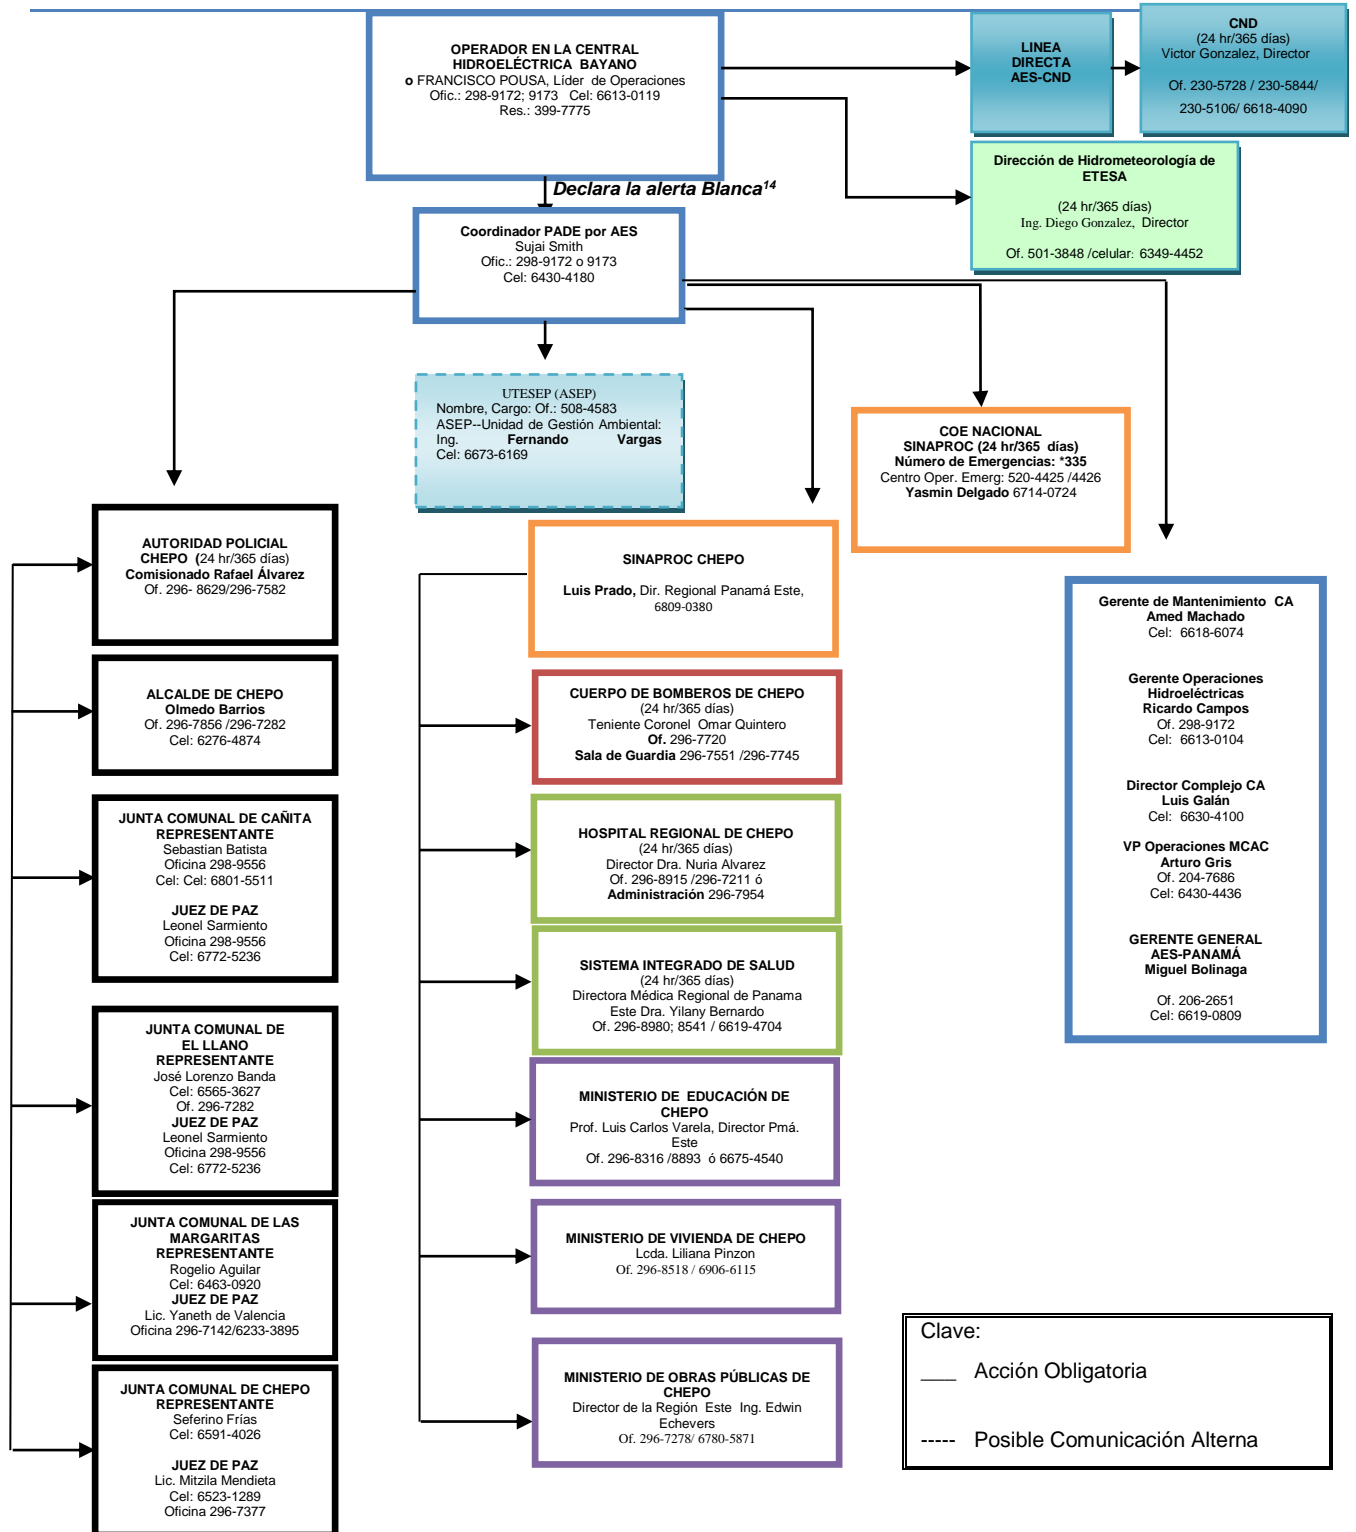 OPERADOR EN LA CENTRAL
HIDROELÉCTRICA BAYANO
o FRANCISCO POUSA, Líder de Operaciones
Ofic.: 298-9172; 9173 Cel: 6613-0119
Res.: 399-7775
LINEA
DIRECTA
AES-CND
CND
(24 hr/365 días)
Victor Gonzalez, Director
Of. 230-5728 / 230-5844/
230-5106/ 6618-4090
Dirección de Hidrometeorología de
ETESA
(24 hr/365 días)
Ing. Diego Gonzalez, Director
Of. 501-3848 /celular: 6349-4452
Declara la alerta Blanca14
Coordinador PADE por AES
Sujai Smith
Ofic.: 298-9172 o 9173
Cel: 6430-4180
UTESEP (ASEP)
Nombre, Cargo: Of.: 508-4583
ASEP--Unidad de Gestión Ambiental:
Ing. Fernando Vargas
Cel: 6673-6169
COE NACIONAL
SINAPROC (24 hr/365 días)
Número de Emergencias: *335
Centro Oper. Emerg: 520-4425 /4426
Yasmin Delgado 6714-0724
AUTORIDAD POLICIAL
CHEPO (24 hr/365 días)
Comisionado Rafael Álvarez
Of. 296- 8629/296-7582
ALCALDE DE CHEPO
Olmedo Barrios
Of. 296-7856 /296-7282
Cel: 6276-4874
JUNTA COMUNAL DE CAÑITA
REPRESENTANTE
Sebastian Batista
Oficina 298-9556
Cel: Cel: 6801-5511
JUEZ DE PAZ
Leonel Sarmiento
Oficina 298-9556
Cel: 6772-5236
JUNTA COMUNAL DE
EL LLANO
REPRESENTANTE
José Lorenzo Banda
Cel: 6565-3627
Of. 296-7282
JUEZ DE PAZ
Leonel Sarmiento
Oficina 298-9556
Cel: 6772-5236
JUNTA COMUNAL DE LAS
MARGARITAS
REPRESENTANTE
Rogelio Aguilar
Cel: 6463-0920
JUEZ DE PAZ
Lic. Yaneth de Valencia
Oficina 296-7142/6233-3895
JUNTA COMUNAL DE CHEPO
REPRESENTANTE
Seferino Frías
Cel: 6591-4026
JUEZ DE PAZ
Lic. Mitzila Mendieta
Cel: 6523-1289
Oficina 296-7377
SINAPROC CHEPO
Luis Prado, Dir. Regional Panamá Este,
6809-0380
CUERPO DE BOMBEROS DE CHEPO
(24 hr/365 días)
Teniente Coronel Omar Quintero
Of. 296-7720
Sala de Guardia 296-7551 /296-7745
HOSPITAL REGIONAL DE CHEPO
(24 hr/365 días)
Director Dra. Nuria Alvarez
Of. 296-8915 /296-7211 ó
Administración 296-7954
SISTEMA INTEGRADO DE SALUD
(24 hr/365 días)
Directora Médica Regional de Panama
Este Dra. Yilany Bernardo
Of. 296-8980; 8541 / 6619-4704
MINISTERIO DE EDUCACIÓN DE
CHEPO
Prof. Luis Carlos Varela, Director Pmá.
Este
Of. 296-8316 /8893 ó 6675-4540
MINISTERIO DE VIVIENDA DE CHEPO
Lcda. Liliana Pinzon
Of. 296-8518 / 6906-6115
MINISTERIO DE OBRAS PÚBLICAS DE
CHEPO
Director de la Región Este Ing. Edwin
Echevers
Of. 296-7278/ 6780-5871
Gerente de Mantenimiento CA
Amed Machado
Cel: 6618-6074
Gerente Operaciones
Hidroeléctricas
Ricardo Campos
Of. 298-9172
Cel: 6613-0104
Director Complejo CA
Luis Galán
Cel: 6630-4100
VP Operaciones MCAC
Arturo Gris
Of. 204-7686
Cel: 6430-4436
GERENTE GENERAL
AES-PANAMÁ
Miguel Bolinaga
Of. 206-2651
Cel: 6619-0809
Clave:
___ Acción Obligatoria
----- Posible Comunicación Alterna